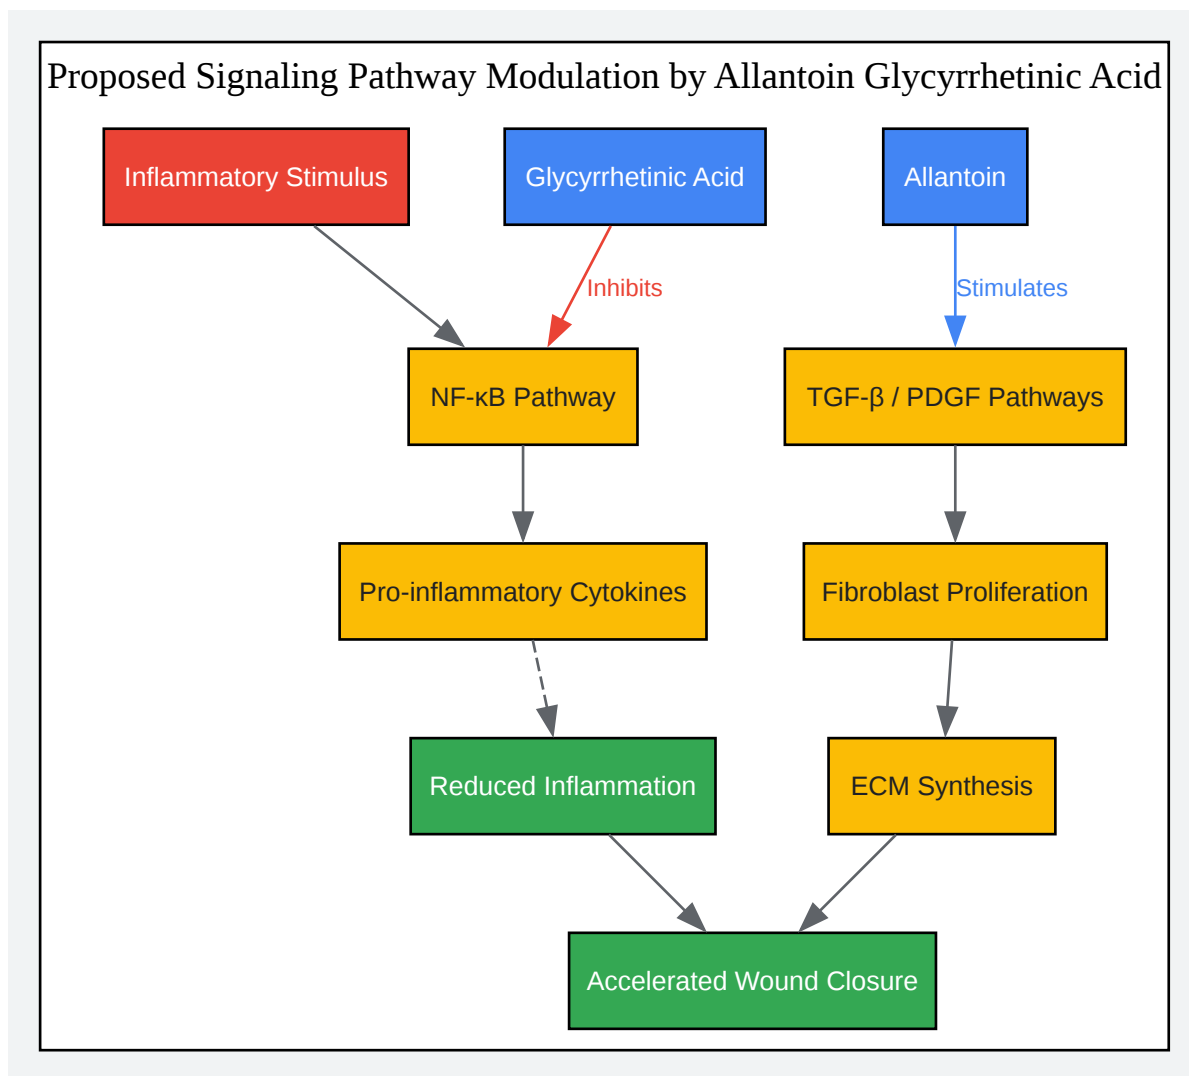 Proposed Signaling Pathway Modulation by Allantoin Glycyrrhetinic Acid
Inflammatory Stimulus
Glycyrrhetinic Acid
Allantoin
Inhibits
Stimulates
NF-κB Pathway
TGF-β / PDGF Pathways
Pro-inflammatory Cytokines
Fibroblast Proliferation
Reduced Inflammation
ECM Synthesis
Accelerated Wound Closure